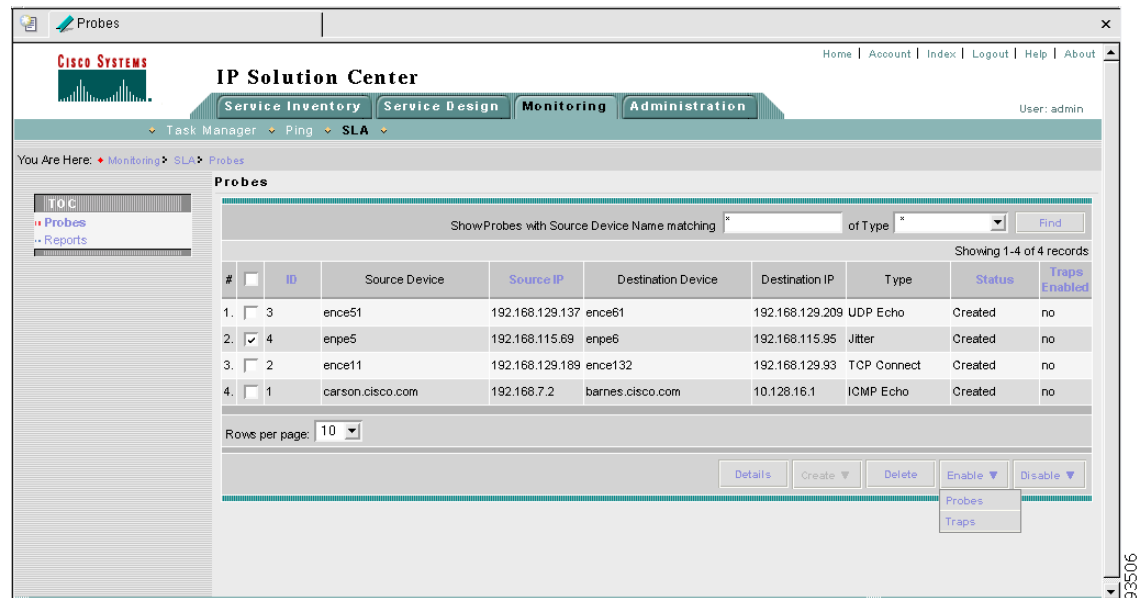 Probes
x
CISCO SYSTEMS
Home | Account | Index | Logout | Help | About
IP Solution Center
Service Inventory Service Design Monitoring Administration
User: admin
Task Manager Ping SLA
You Are Here: Monitoring SLA Probes
Probes
TOC
Probes
Reports
Show Probes with Source Device Name matching * of Type * Find
Showing 1-4 of 4 records
# ID Source Device Source IP Destination Device Destination IP Type Status Traps Enabled
1. 3 ence51 192.168.129.137 ence61 192.168.129.209 UDP Echo Created no
2. 4 enpe5 192.168.115.69 enpe6 192.168.115.95 Jitter Created no
3. 2 ence11 192.168.129.189 ence132 192.168.129.93 TCP Connect Created no
4. 1 carson.cisco.com 192.168.7.2 barnes.cisco.com 10.128.16.1 ICMP Echo Created no
Rows per page: 10
Details Create Delete Enable Disable
Probes
Traps
93506